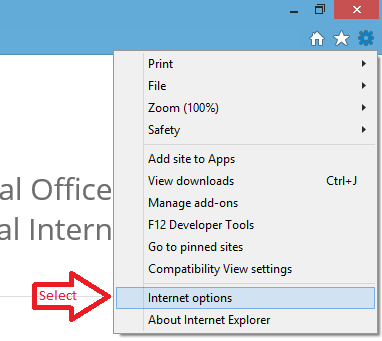 Print
File
Zoom (100%)
Safety
Add site to Apps
View downloads Ctrl+J
Manage add-ons
al Office
F12 Developer Tools
al Intern
Go to pinned sites
Compatibility View settings
Select
Internet options
About Internet Explorer